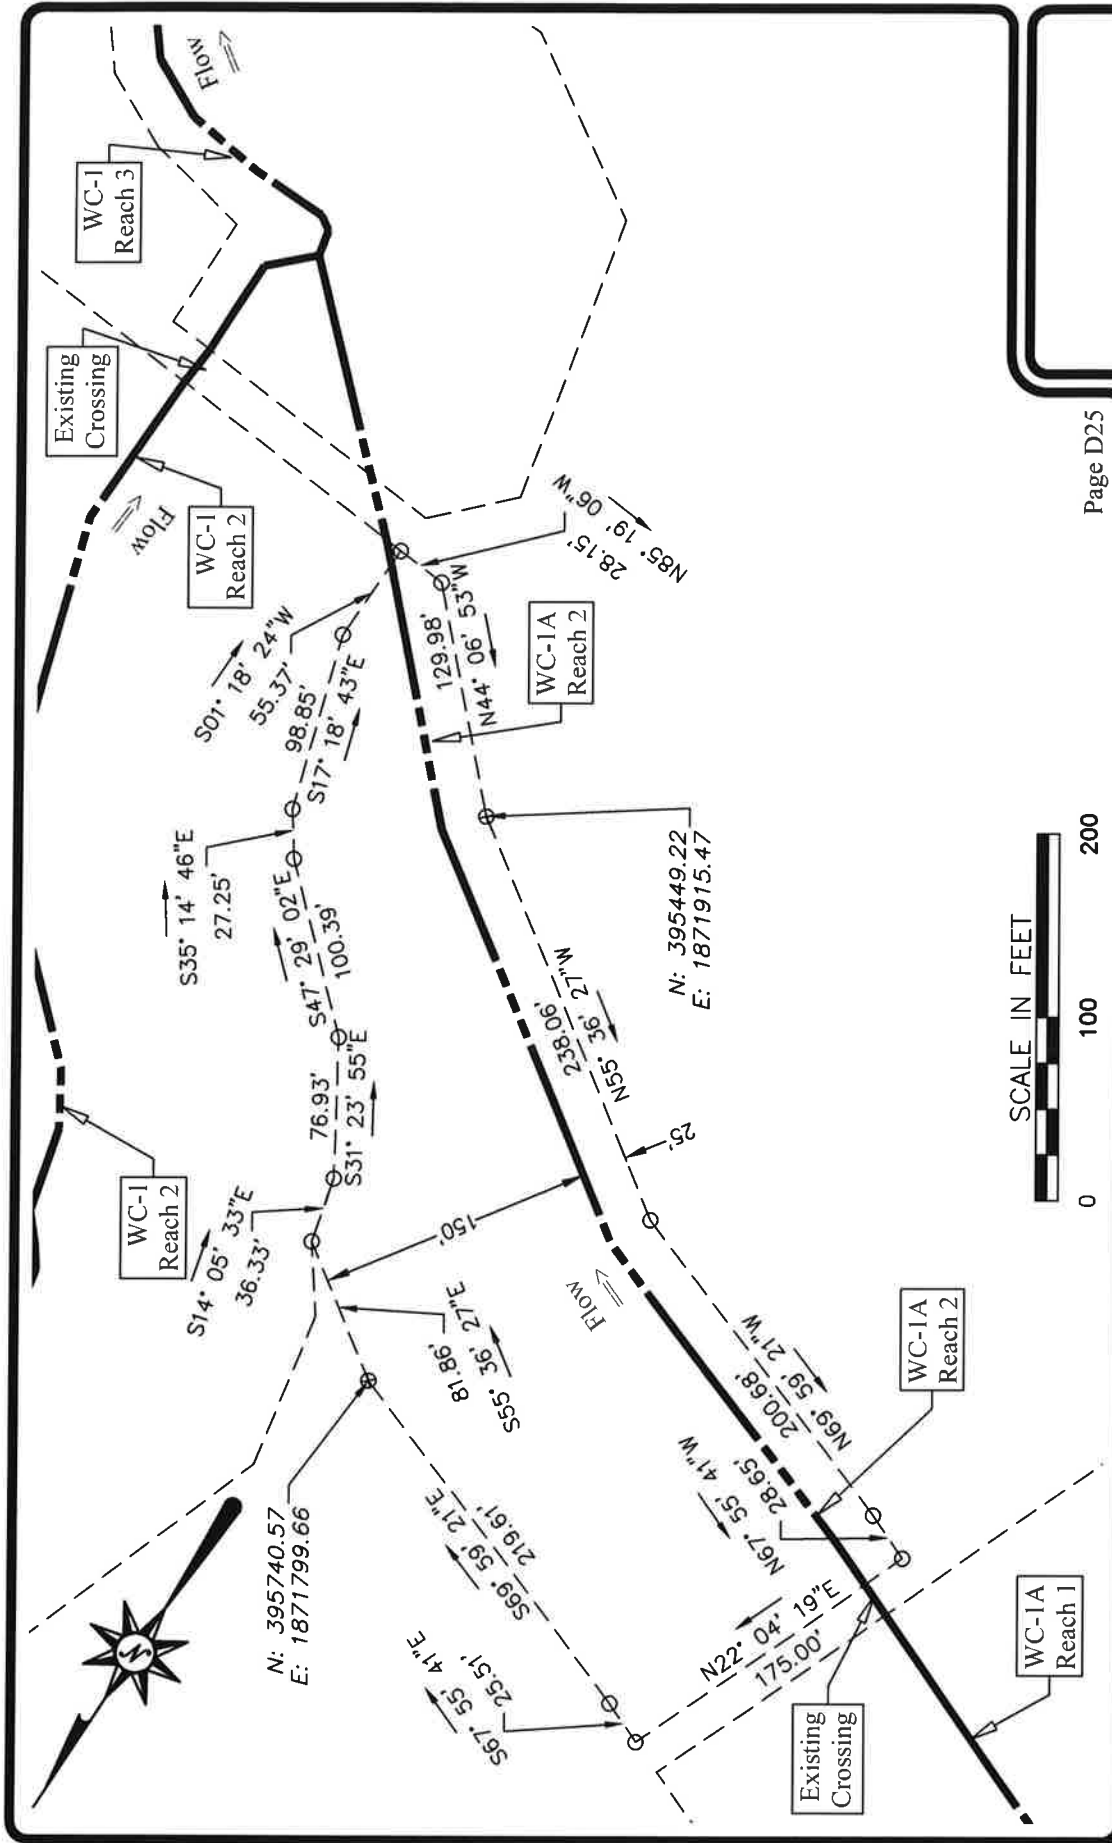 Flow
WC-1
Reach 3
Existing
Crossing
Flow
WC-1
Reach 2
N85° 19' 06"W
28.15'
S01° 18' 24"W
55.37'
129.98'
N44° 06' 53"W
98.85'
S17° 18' 43"E
WC-1A
Reach 2
S35° 14' 46"E
27.25'
S47° 29' 02"E
100.39'
N: 395449.22
E: 1871915.47
238.06'
N55° 36' 27"W
76.93'
S31° 23' 55"E
25'
WC-1
Reach 2
S14° 05' 33"E
36.33'
150'
Flow
81.86'
S55° 36' 27"E
N: 395740.57
E: 1871799.66
200.68'
N69° 59' 21"W
WC-1A
Reach 2
N67° 55' 41"W
28.65'
S69° 59' 21"E
219.61'
N
S67° 55' 41"E
25.51'
N22° 04' 19"E
175.00'
Existing
Crossing
WC-1A
Reach 1
SCALE IN FEET
0 100 200
Page D25